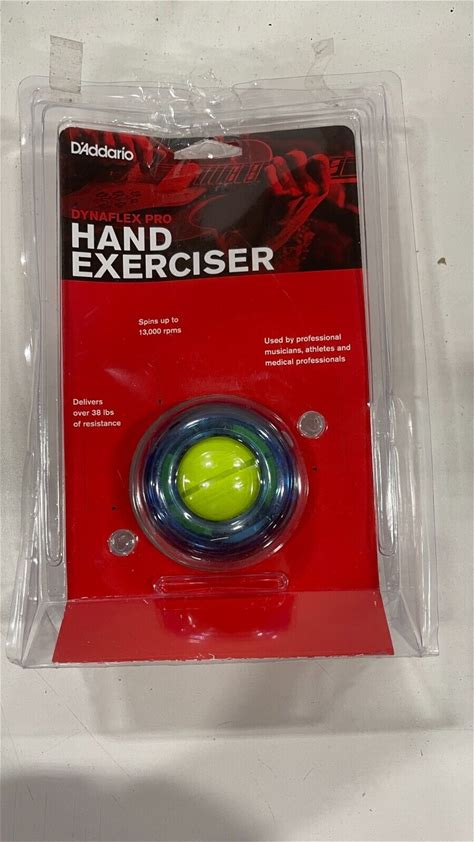 D'Addario
DYNAFLEX PRO
HAND
EXERCISER
Spins up to
13,000 rpms
Used by professional
musicians, athletes and
medical professionals
Delivers
over 38 lbs
of resistance